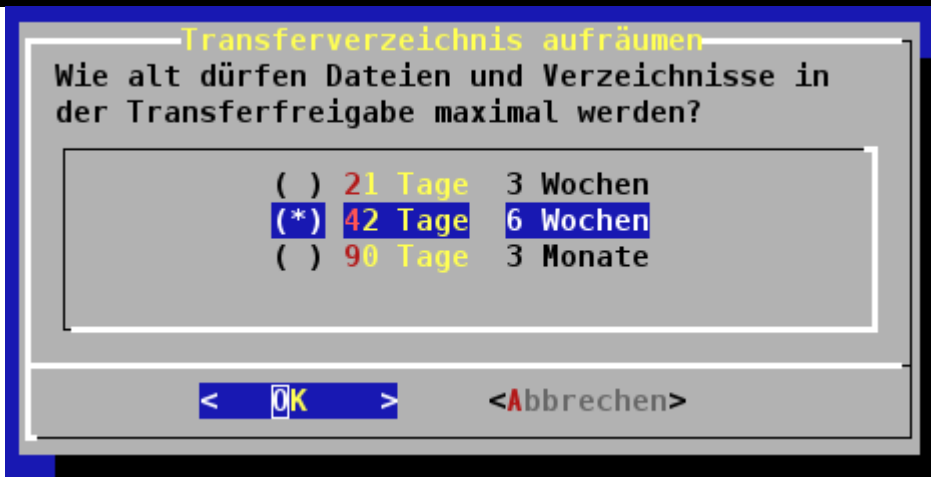 Transferverzeichnis aufräumen
Wie alt dürfen Dateien und Verzeichnisse in
der Transferfreigabe maximal werden?
( ) 21 Tage 3 Wochen
(*) 42 Tage 6 Wochen
( ) 90 Tage 3 Monate
< OK > <Abbrechen>